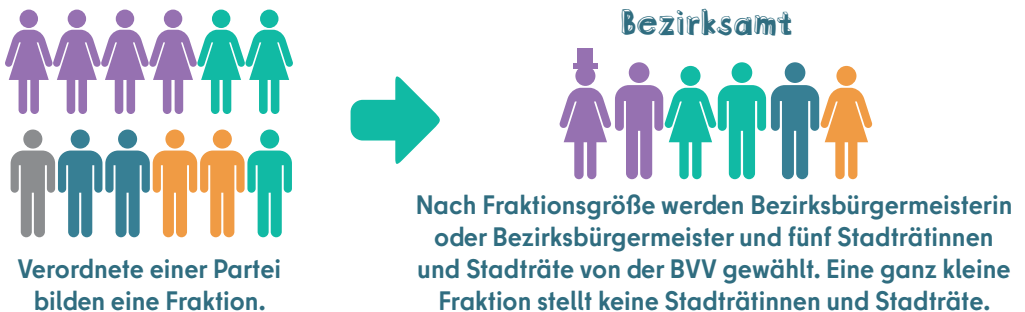 Bezirksamt
Verordnete einer Partei
bilden eine Fraktion.
Nach Fraktionsgröße werden Bezirksbürgermeisterin
oder Bezirksbürgermeister und fünf Stadträtinnen
und Stadträte von der BVV gewählt. Eine ganz kleine
Fraktion stellt keine Stadträtinnen und Stadträte.